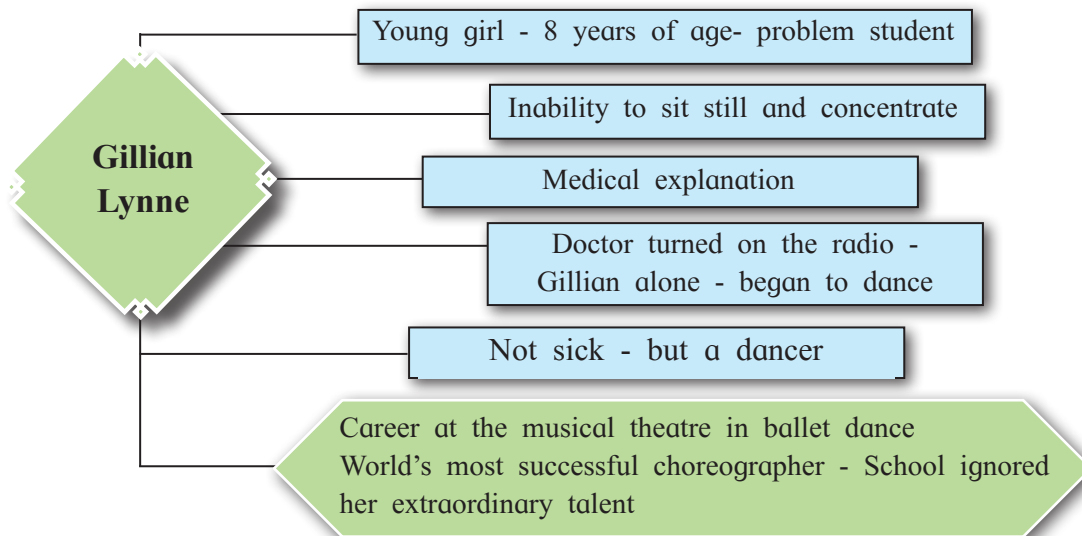 Gillian
Lynne
Young girl - 8 years of age- problem student
Inability to sit still and concentrate
Medical explanation
Doctor turned on the radio -
Gillian alone - began to dance
Not sick - but a dancer
Career at the musical theatre in ballet dance
World's most successful choreographer - School ignored
her extraordinary talent